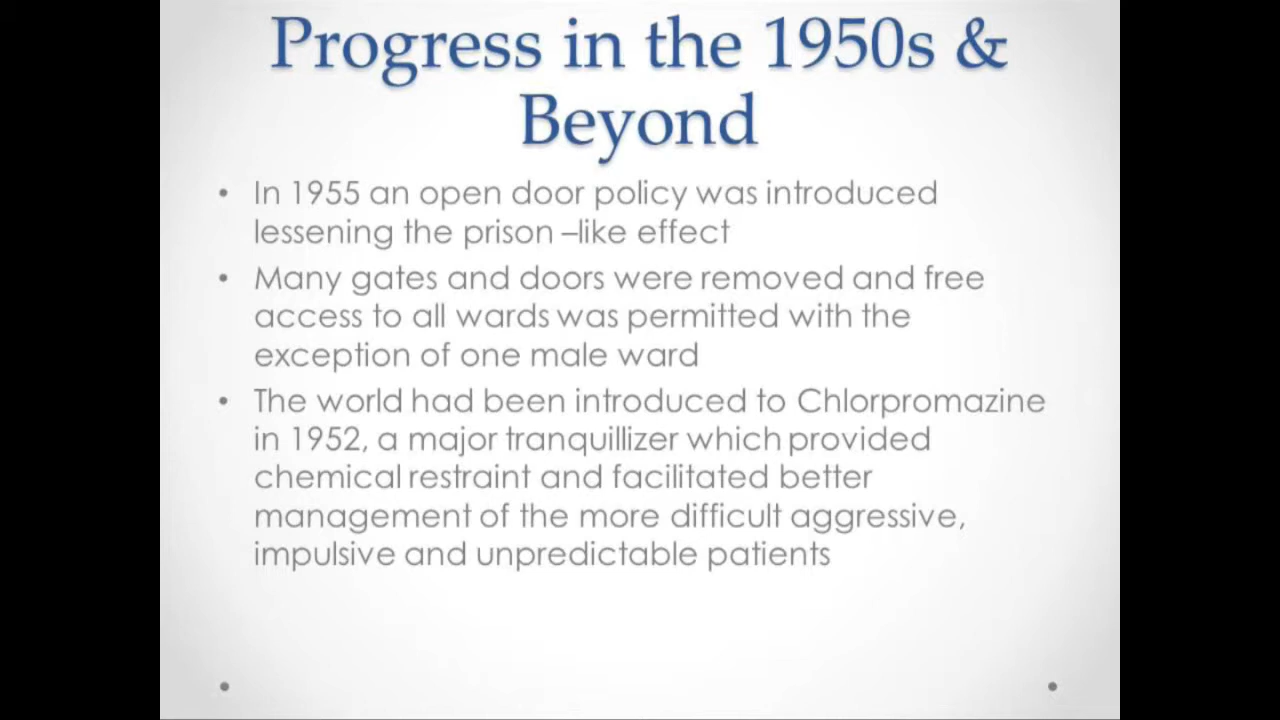 Progress in the 1950s &
Beyond
• In 1955 an open door policy was introduced
lessening the prison –like effect
• Many gates and doors were removed and free
access to all wards was permitted with the
exception of one male ward
• The world had been introduced to Chlorpromazine
in 1952, a major tranquillizer which provided
chemical restraint and facilitated better
management of the more difficult aggressive,
impulsive and unpredictable patients